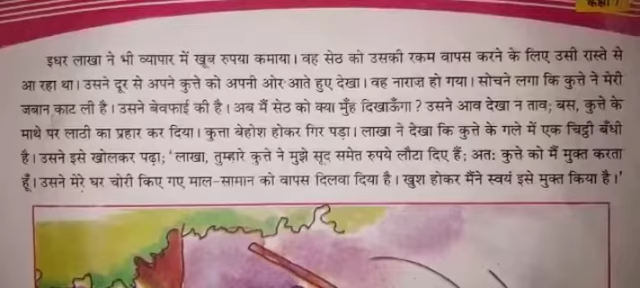 कक्षा 7
इधर लाखा ने भी व्यापार में खूब रुपया कमाया। वह सेठ को उसकी रकम वापस करने के लिए उसी रास्ते से
आ रहा था। उसने दूर से अपने कुत्ते को अपनी ओर आते हुए देखा। वह नाराज हो गया। सोचने लगा कि कुत्ते ने मेरी
जबान काट ली है। उसने बेवफाई की है। अब मैं सेठ को क्या मुँह दिखाऊँगा? उसने आव देखा न ताव; बस, कुत्ते के
माथे पर लाठी का प्रहार कर दिया। कुत्ता बेहोश होकर गिर पड़ा। लाखा ने देखा कि कुत्ते के गले में एक चिट्ठी बँधी
है। उसने इसे खोलकर पढ़ा; 'लाखा, तुम्हारे कुत्ते ने मुझे सूद समेत रुपये लौटा दिए हैं; अतः कुत्ते को मैं मुक्त करता
हूँ। उसने मेरे घर चोरी किए गए माल-सामान को वापस दिलवा दिया है। खुश होकर मैंने स्वयं इसे मुक्त किया है।'